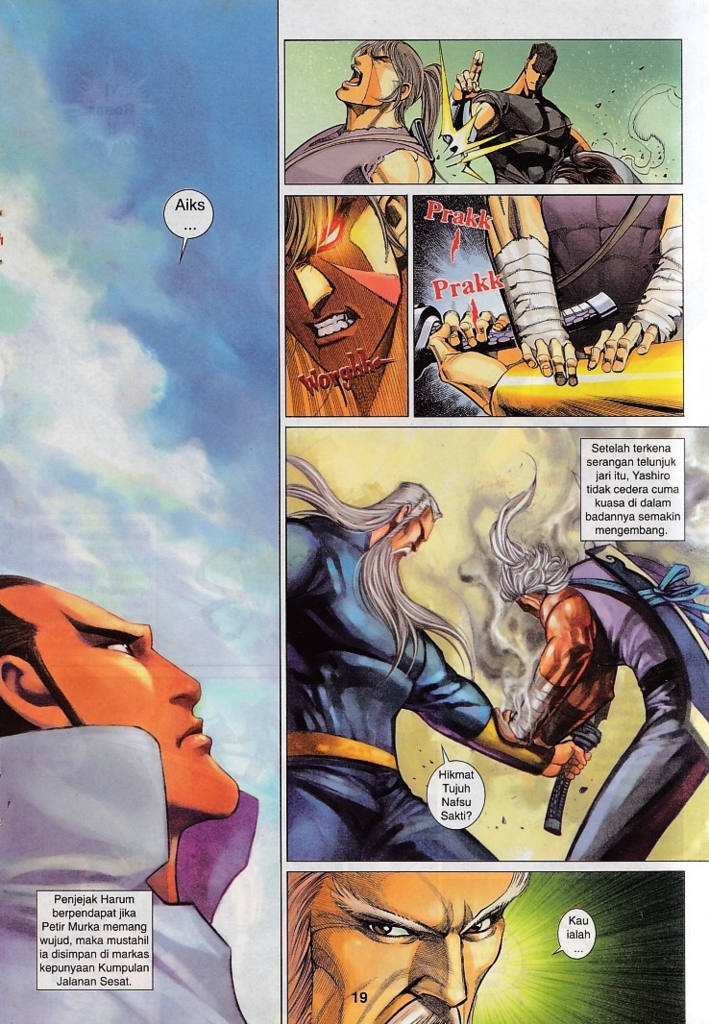 Aiks
...
Penjejak Harum
berpendapat jika
Petir Murka memang
wujud, maka mustahil
ia disimpan di markas
kepunyaan Kumpulan
Jalanan Sesat.
Worghh
Prakk
Prakk
Setelah terkena
serangan telunjuk
jari itu, Yashiro
tidak cedera cuma
kuasa di dalam
badannya semakin
mengembang.
Hikmat
Tujuh
Nafsu
Sakti?
Kau
ialah
...
19